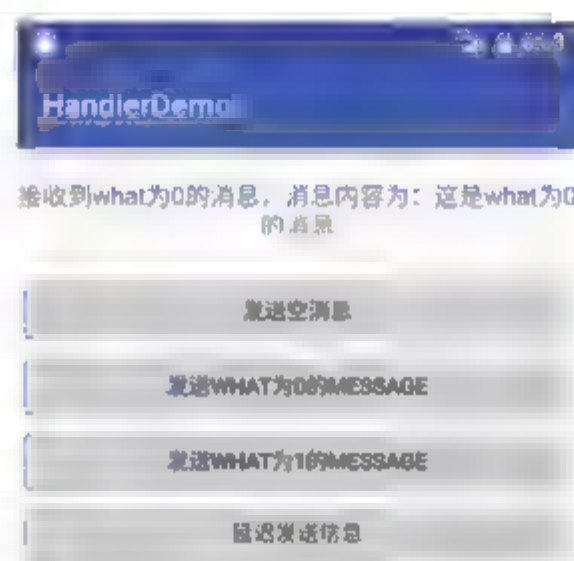 HandlerDemo
接收到what为0的消息，消息内容为：这是what为0
的消息
发送空消息
发送WHAT为0的MESSAGE
发送WHAT为1的MESSAGE
延迟发送信息